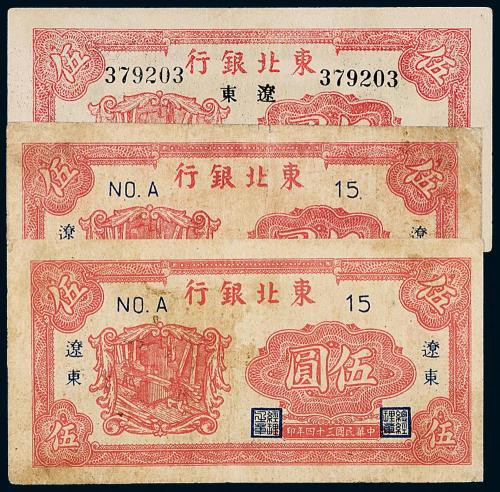 伍 伍
行銀北東
379203 379203
東遼
伍 伍
行銀北東
NO. A 15
遼 遼
伍 伍
行銀北東
NO. A 15
遼東 遼東
圓伍
印年四十三國民華中
伍 伍